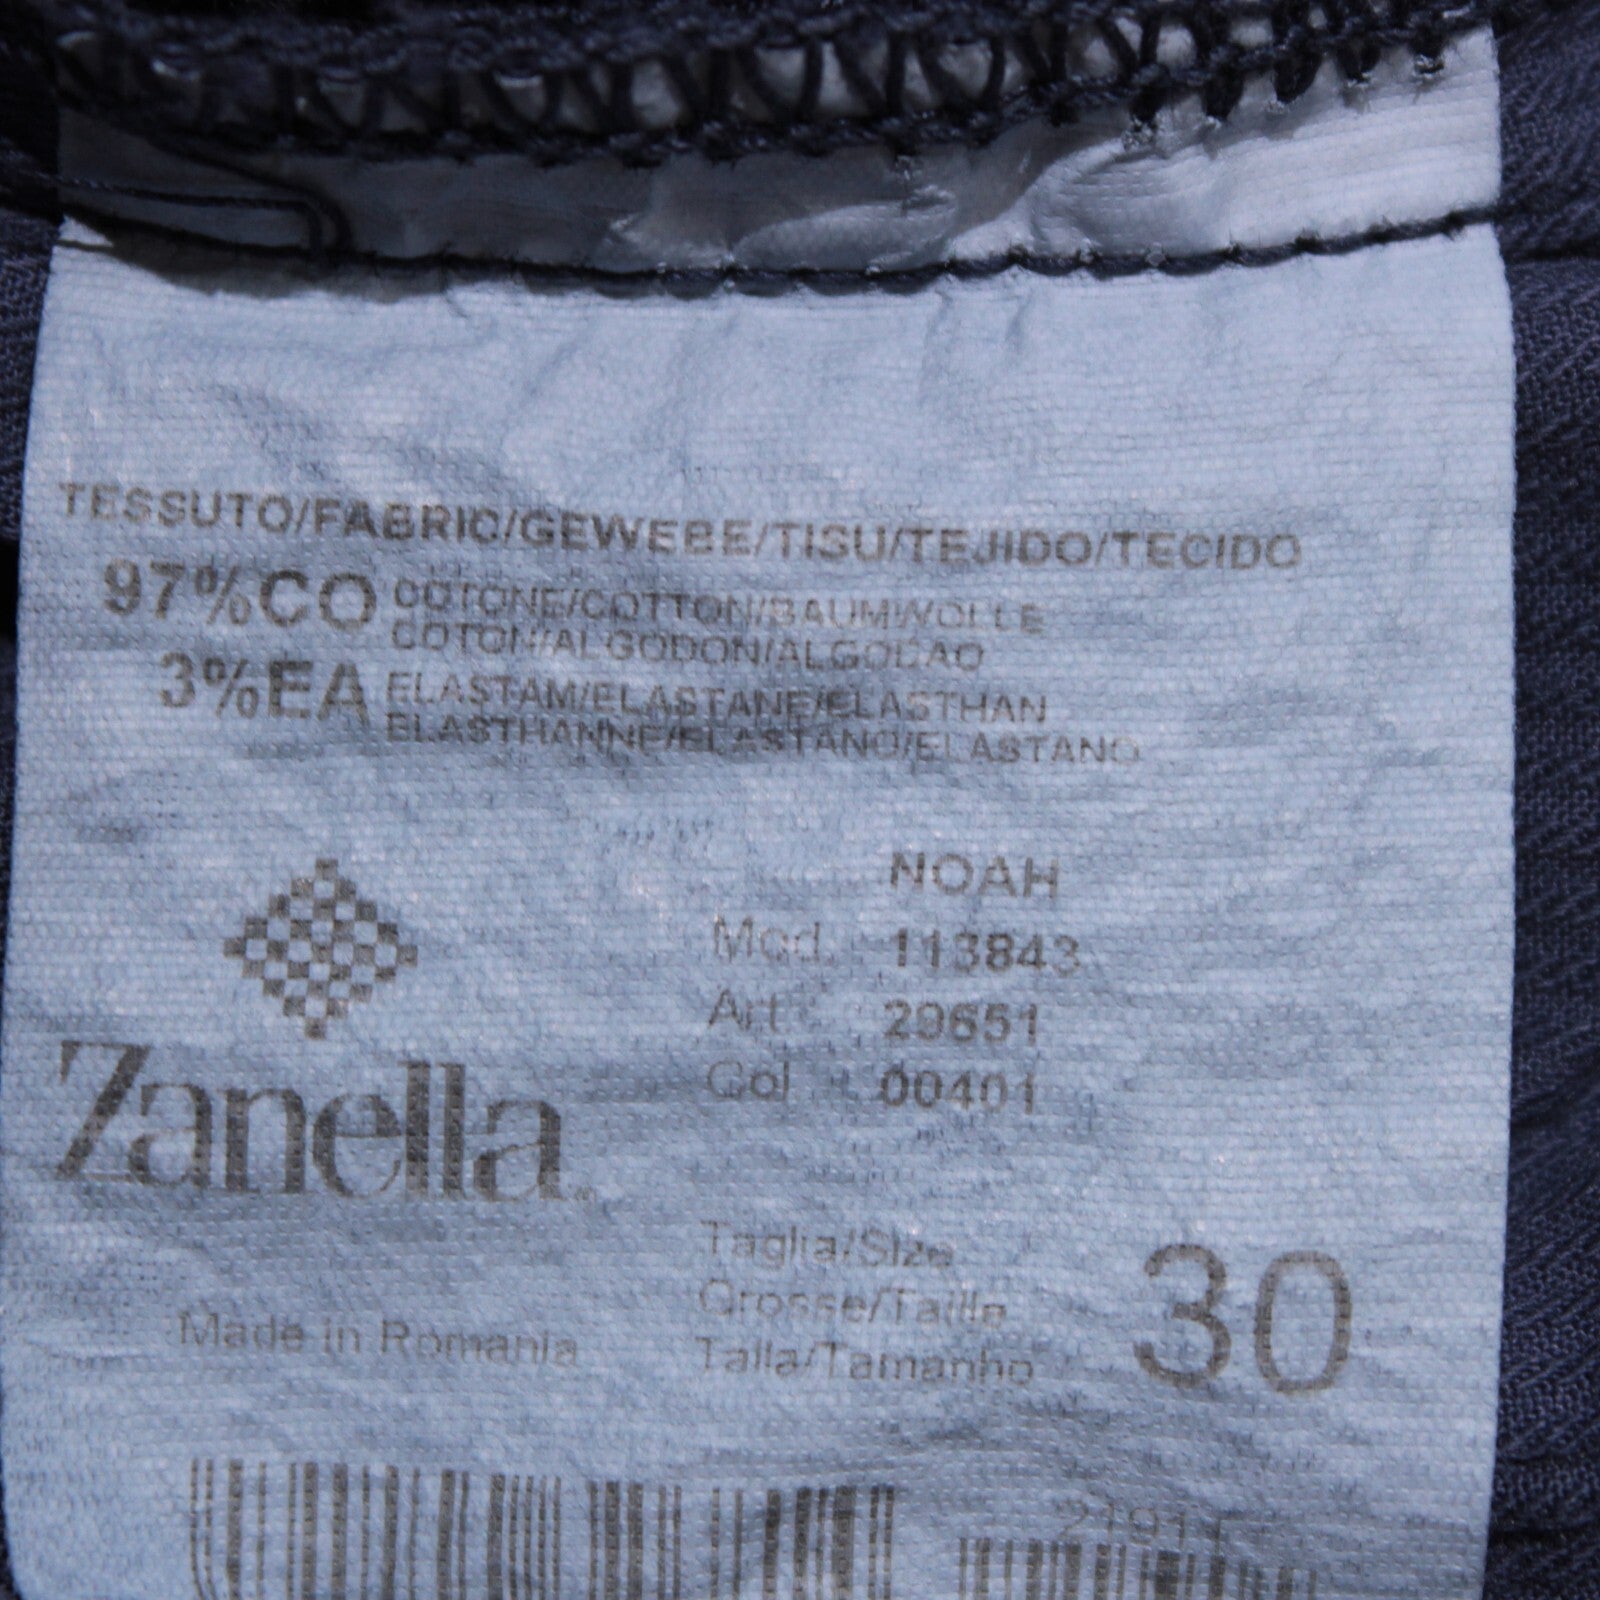 TESSUTO/FABRIC/GEWEBE/TISU/TEJIDO/TECIDO
97%CO COTONE/COTTON/BAUMWOLLE
COTON/ALGODON/ALGODAO
3%EA ELASTAM/ELASTANE/ELASTHAN
ELASTHANNE/ELASTANO/ELASTANO
NOAH
Mod. 113843
Art 29651
Col 00401
Zanella
Taglia/Size
Grosse/Taille
Talla/Tamanho
30
Made in Romania
21911